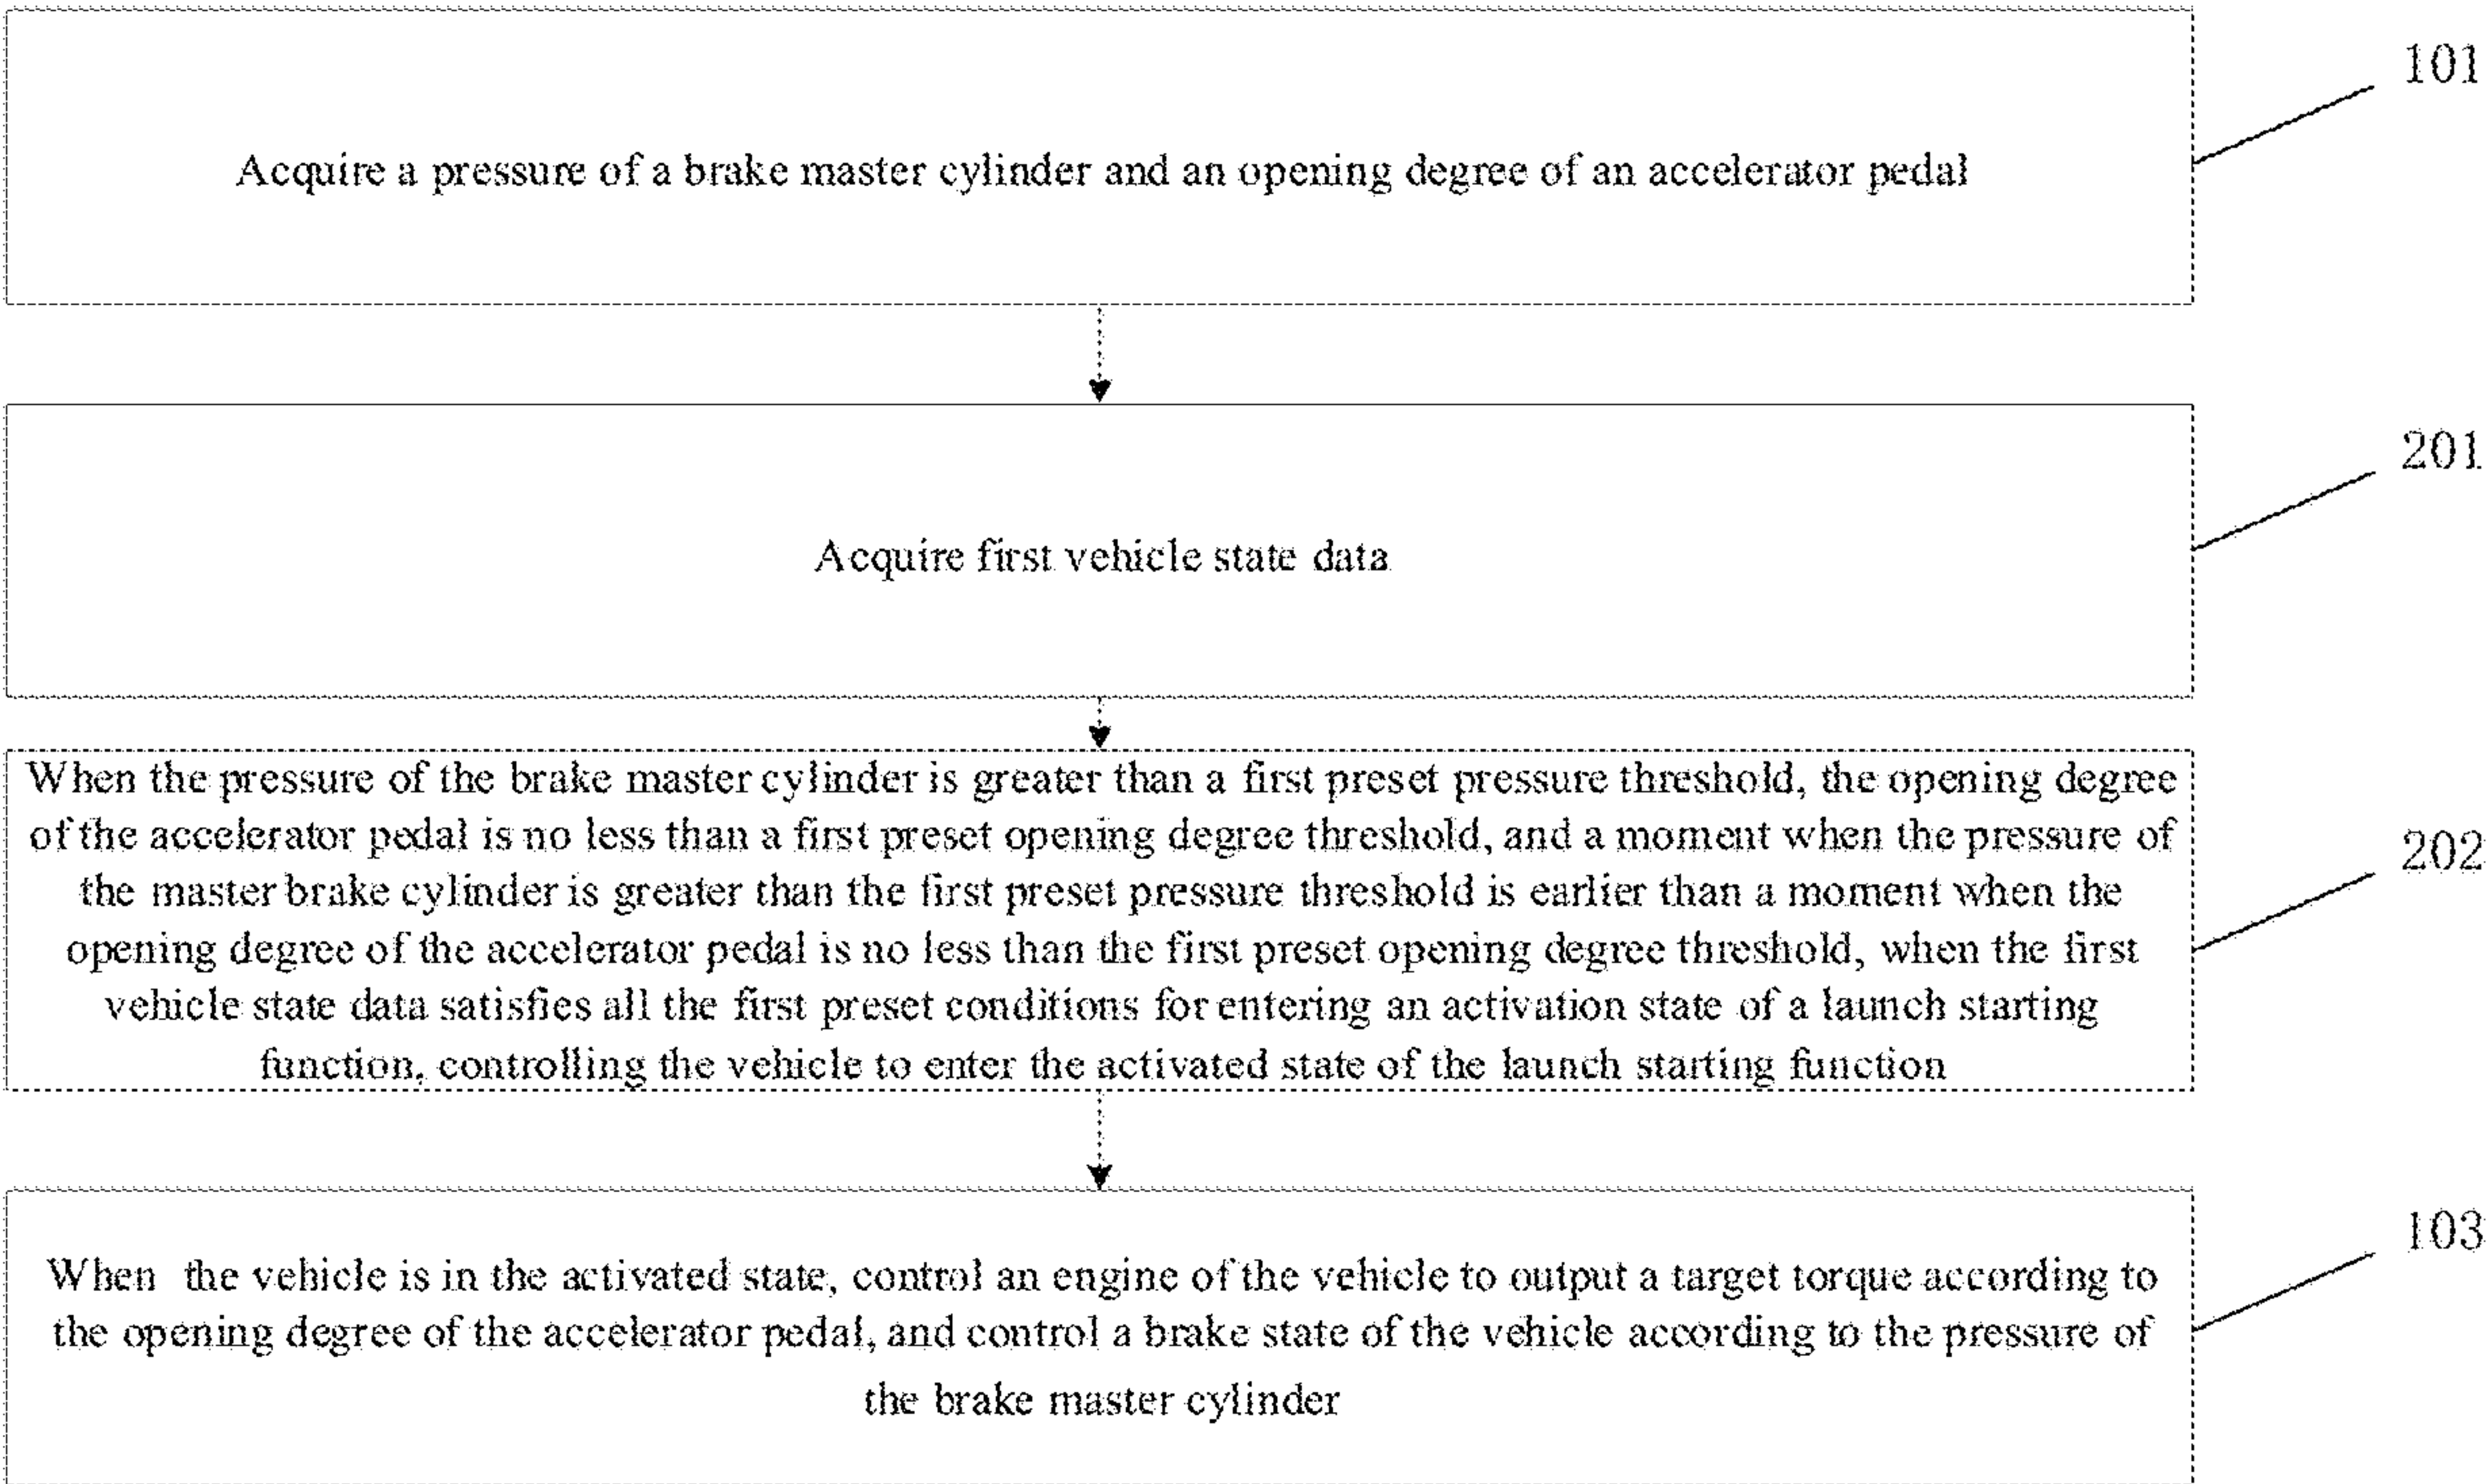 101
Acquire a pressure of a brake master cylinder and an opening degree of an accelerator pedal
201
Acquire first vehicle state data
When the pressure of the brake master cylinder is greater than a first preset pressure threshold, the opening degree
of the accelerator pedal is no less than a first preset opening degree threshold, and a moment when the pressure of
202
the master brake cylinder is greater than the first preset pressure threshold is earlier than a moment when the
opening degree of the accelerator pedal is no less than the first preset opening degree threshold, when the first
vehicle state data satisfies all the first preset conditions for entering an activation state of a launch starting
function, controlling the vehicle to enter the activated state of the launch starting function
103
When the vehicle is in the activated state, control an engine of the vehicle to output a target torque according to
the opening degree of the accelerator pedal, and control a brake state of the vehicle according to the pressure of
the brake master cylinder